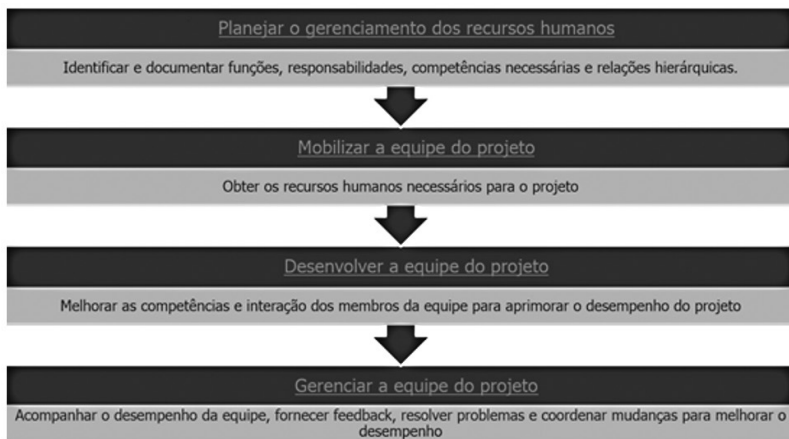 Planejar o gerenciamento dos recursos humanos
Identificar e documentar funções, responsabilidades, competências necessárias e relações hierárquicas.
Mobilizar a equipe do projeto
Obter os recursos humanos necessários para o projeto
Desenvolver a equipe do projeto
Melhorar as competências e interação dos membros da equipe para aprimorar o desempenho do projeto
Gerenciar a equipe do projeto
Acompanhar o desempenho da equipe, fornecer feedback, resolver problemas e coordenar mudanças para melhorar o
desempenho